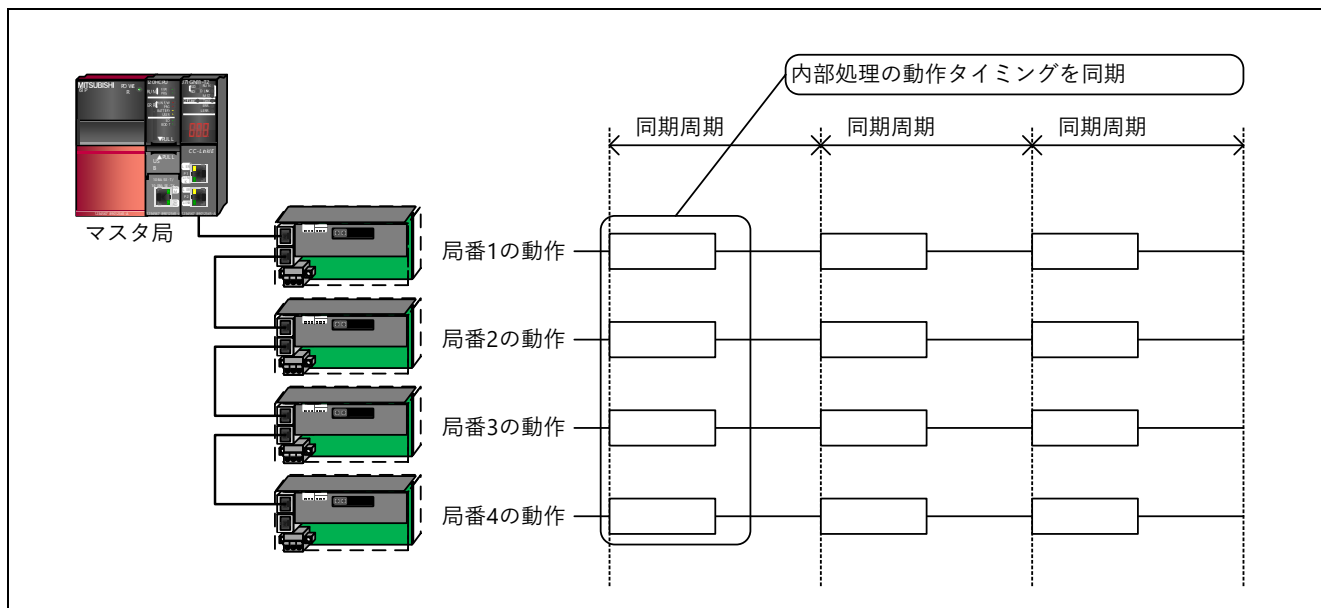 内部処理の動作タイミングを同期
同期周期
同期周期
同期周期
MITSUBISHI
マスタ局
局番1の動作
局番2の動作
局番3の動作
局番4の動作